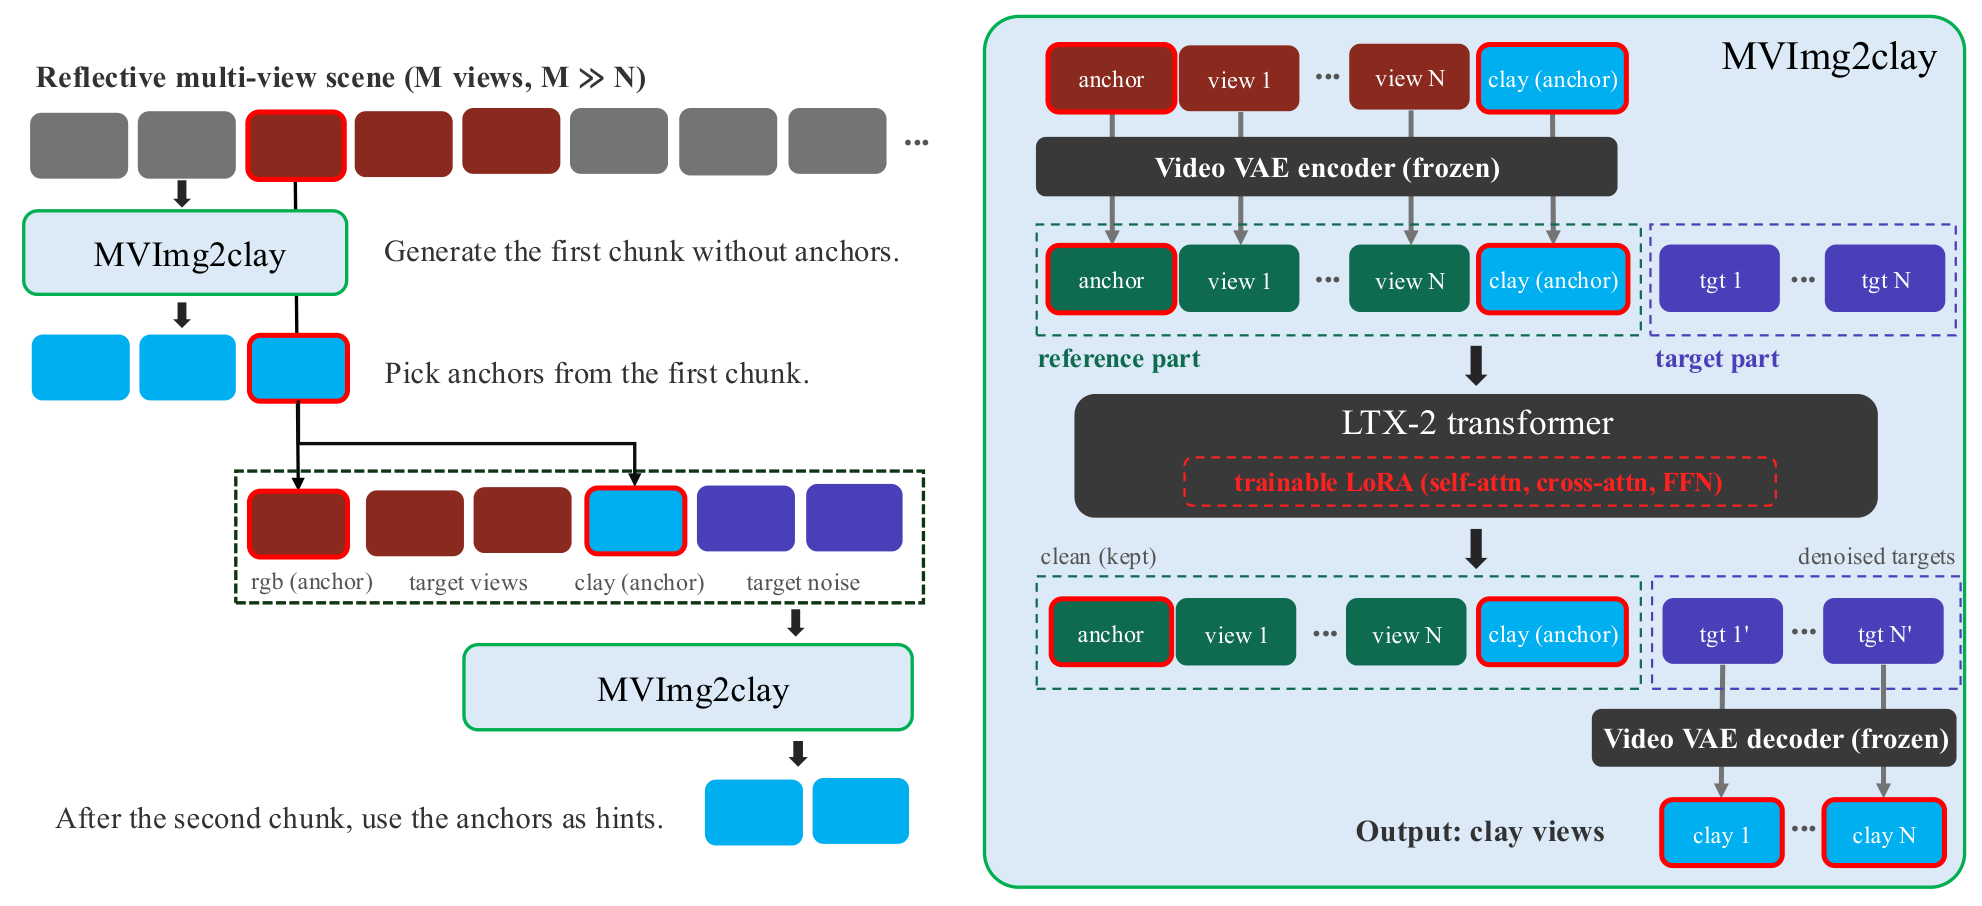 Reflective multi-view scene (M views, M ≫ N)
...
MVImg2clay
Generate the first chunk without anchors.
Pick anchors from the first chunk.
rgb (anchor) target views clay (anchor) target noise
MVImg2clay
After the second chunk, use the anchors as hints.
MVImg2clay
anchor view 1 ... view N clay (anchor)
Video VAE encoder (frozen)
anchor view 1 ... view N clay (anchor) tgt 1 ... tgt N
reference part target part
LTX-2 transformer
trainable LoRA (self-attn, cross-attn, FFN)
clean (kept) denoised targets
anchor view 1 ... view N clay (anchor) tgt 1' ... tgt N'
Video VAE decoder (frozen)
Output: clay views clay 1 ... clay N